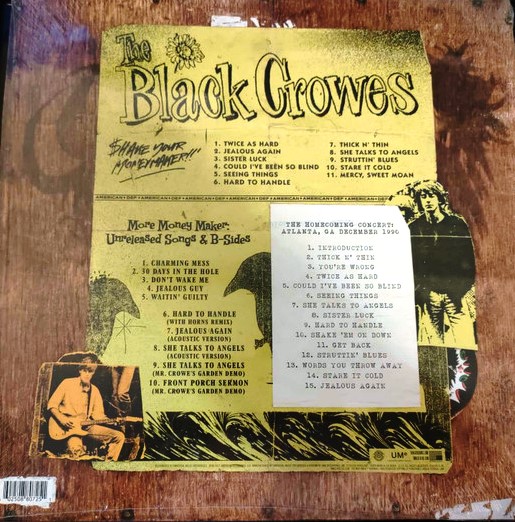 The
Black Crowes
"SHAKE YOUR
MONEYMAKER!!"
1. TWICE AS HARD
2. JEALOUS AGAIN
3. SISTER LUCK
4. COULD I'VE BEEN SO BLIND
5. SEEING THINGS
6. HARD TO HANDLE
7. THICK N' THIN
8. SHE TALKS TO ANGELS
9. STRUTTIN' BLUES
10. STARE IT COLD
11. MERCY, SWEET MOAN
More Money Maker:
Unreleased Songs & B-Sides
1. CHARMING MESS
2. 30 DAYS IN THE HOLE
3. DON'T WAKE ME
4. JEALOUS GUY
5. WAITIN' GUILTY
6. HARD TO HANDLE
(WITH HORNS REMIX)
7. JEALOUS AGAIN
(ACOUSTIC VERSION)
8. SHE TALKS TO ANGELS
(ACOUSTIC VERSION)
9. SHE TALKS TO ANGELS
(MR. CROWE'S GARDEN DEMO)
10. FRONT PORCH SERMON
(MR. CROWE'S GARDEN DEMO)
THE HOMECOMING CONCERT:
ATLANTA, GA DECEMBER 1990
1. INTRODUCTION
2. THICK N' THIN
3. YOU'RE WRONG
4. TWICE AS HARD
5. COULD I'VE BEEN SO BLIND
6. SEEING THINGS
7. SHE TALKS TO ANGELS
8. SISTER LUCK
9. HARD TO HANDLE
10. SHAKE 'EM ON DOWN
11. GET BACK
12. STRUTTIN' BLUES
13. WORDS YOU THROW AWAY
14. STARE IT COLD
15. JEALOUS AGAIN
UMe